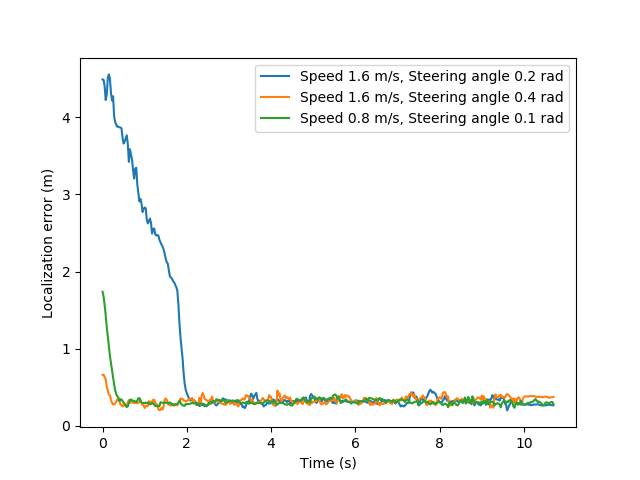 Speed 1.6 m/s, Steering angle 0.2 rad
Speed 1.6 m/s, Steering angle 0.4 rad
Speed 0.8 m/s, Steering angle 0.1 rad
Localization error (m)
4
3
2
1
0
0 2 4 6 8 10
Time (s)